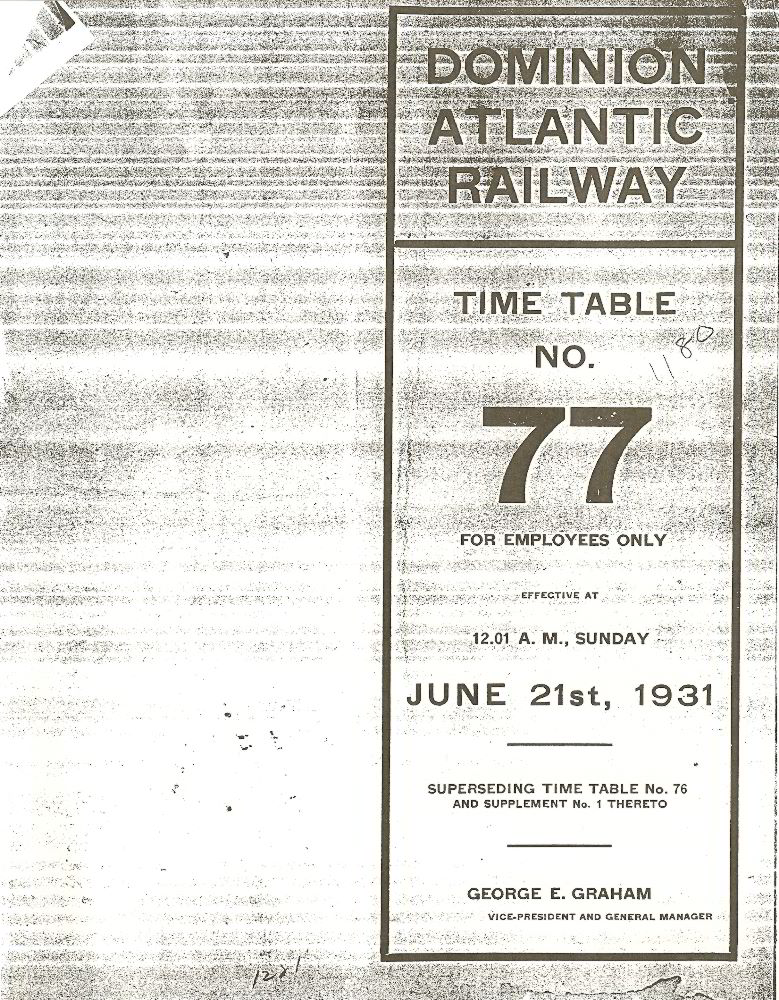 DOMINION
ATLANTIC
RAILWAY
TIME TABLE
NO.
1180
77
FOR EMPLOYEES ONLY
EFFECTIVE AT
12.01 A. M., SUNDAY
JUNE 21st, 1931
SUPERSEDING TIME TABLE No. 76
AND SUPPLEMENT No. 1 THERETO
GEORGE E. GRAHAM
VICE-PRESIDENT AND GENERAL MANAGER